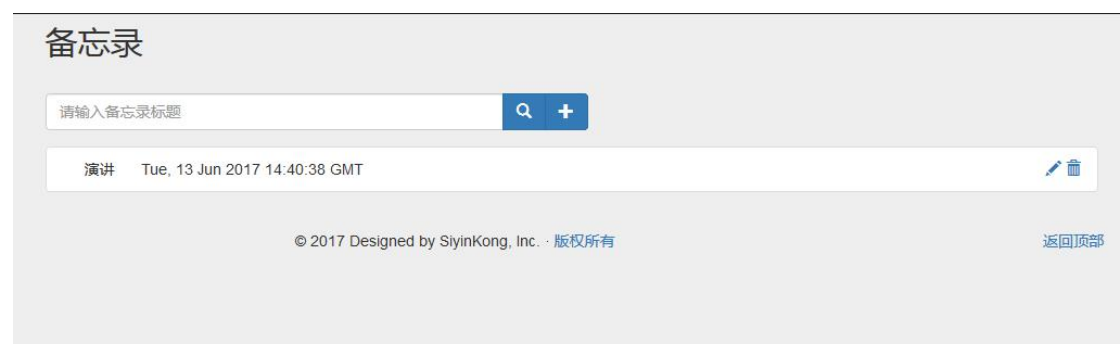 备忘录
请输入备忘录标题
演讲 Tue, 13 Jun 2017 14:40:38 GMT
© 2017 Designed by SiyinKong, Inc. · 版权所有 返回顶部